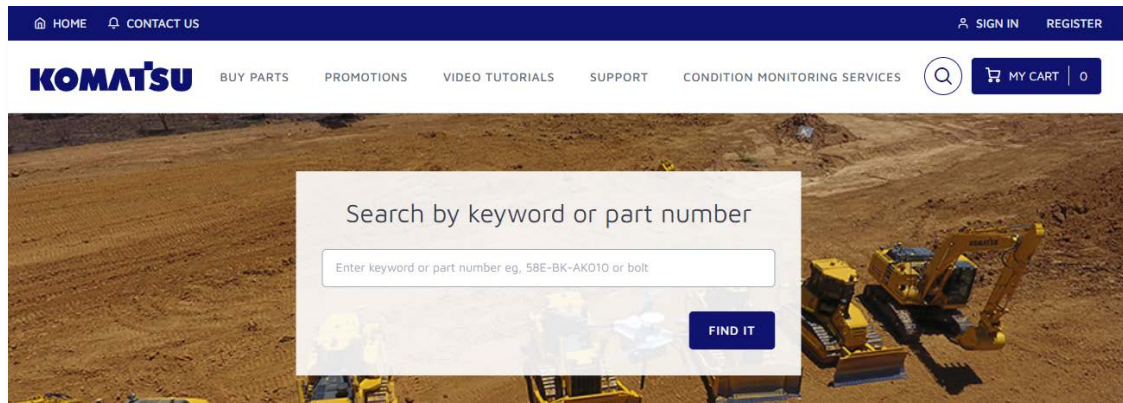 HOME CONTACT US SIGN IN REGISTER
KOMATSU BUY PARTS PROMOTIONS VIDEO TUTORIALS SUPPORT CONDITION MONITORING SERVICES MY CART 0
Search by keyword or part number
Enter keyword or part number eg, 58E-BK-AK010 or bolt
FIND IT
KOMATSU